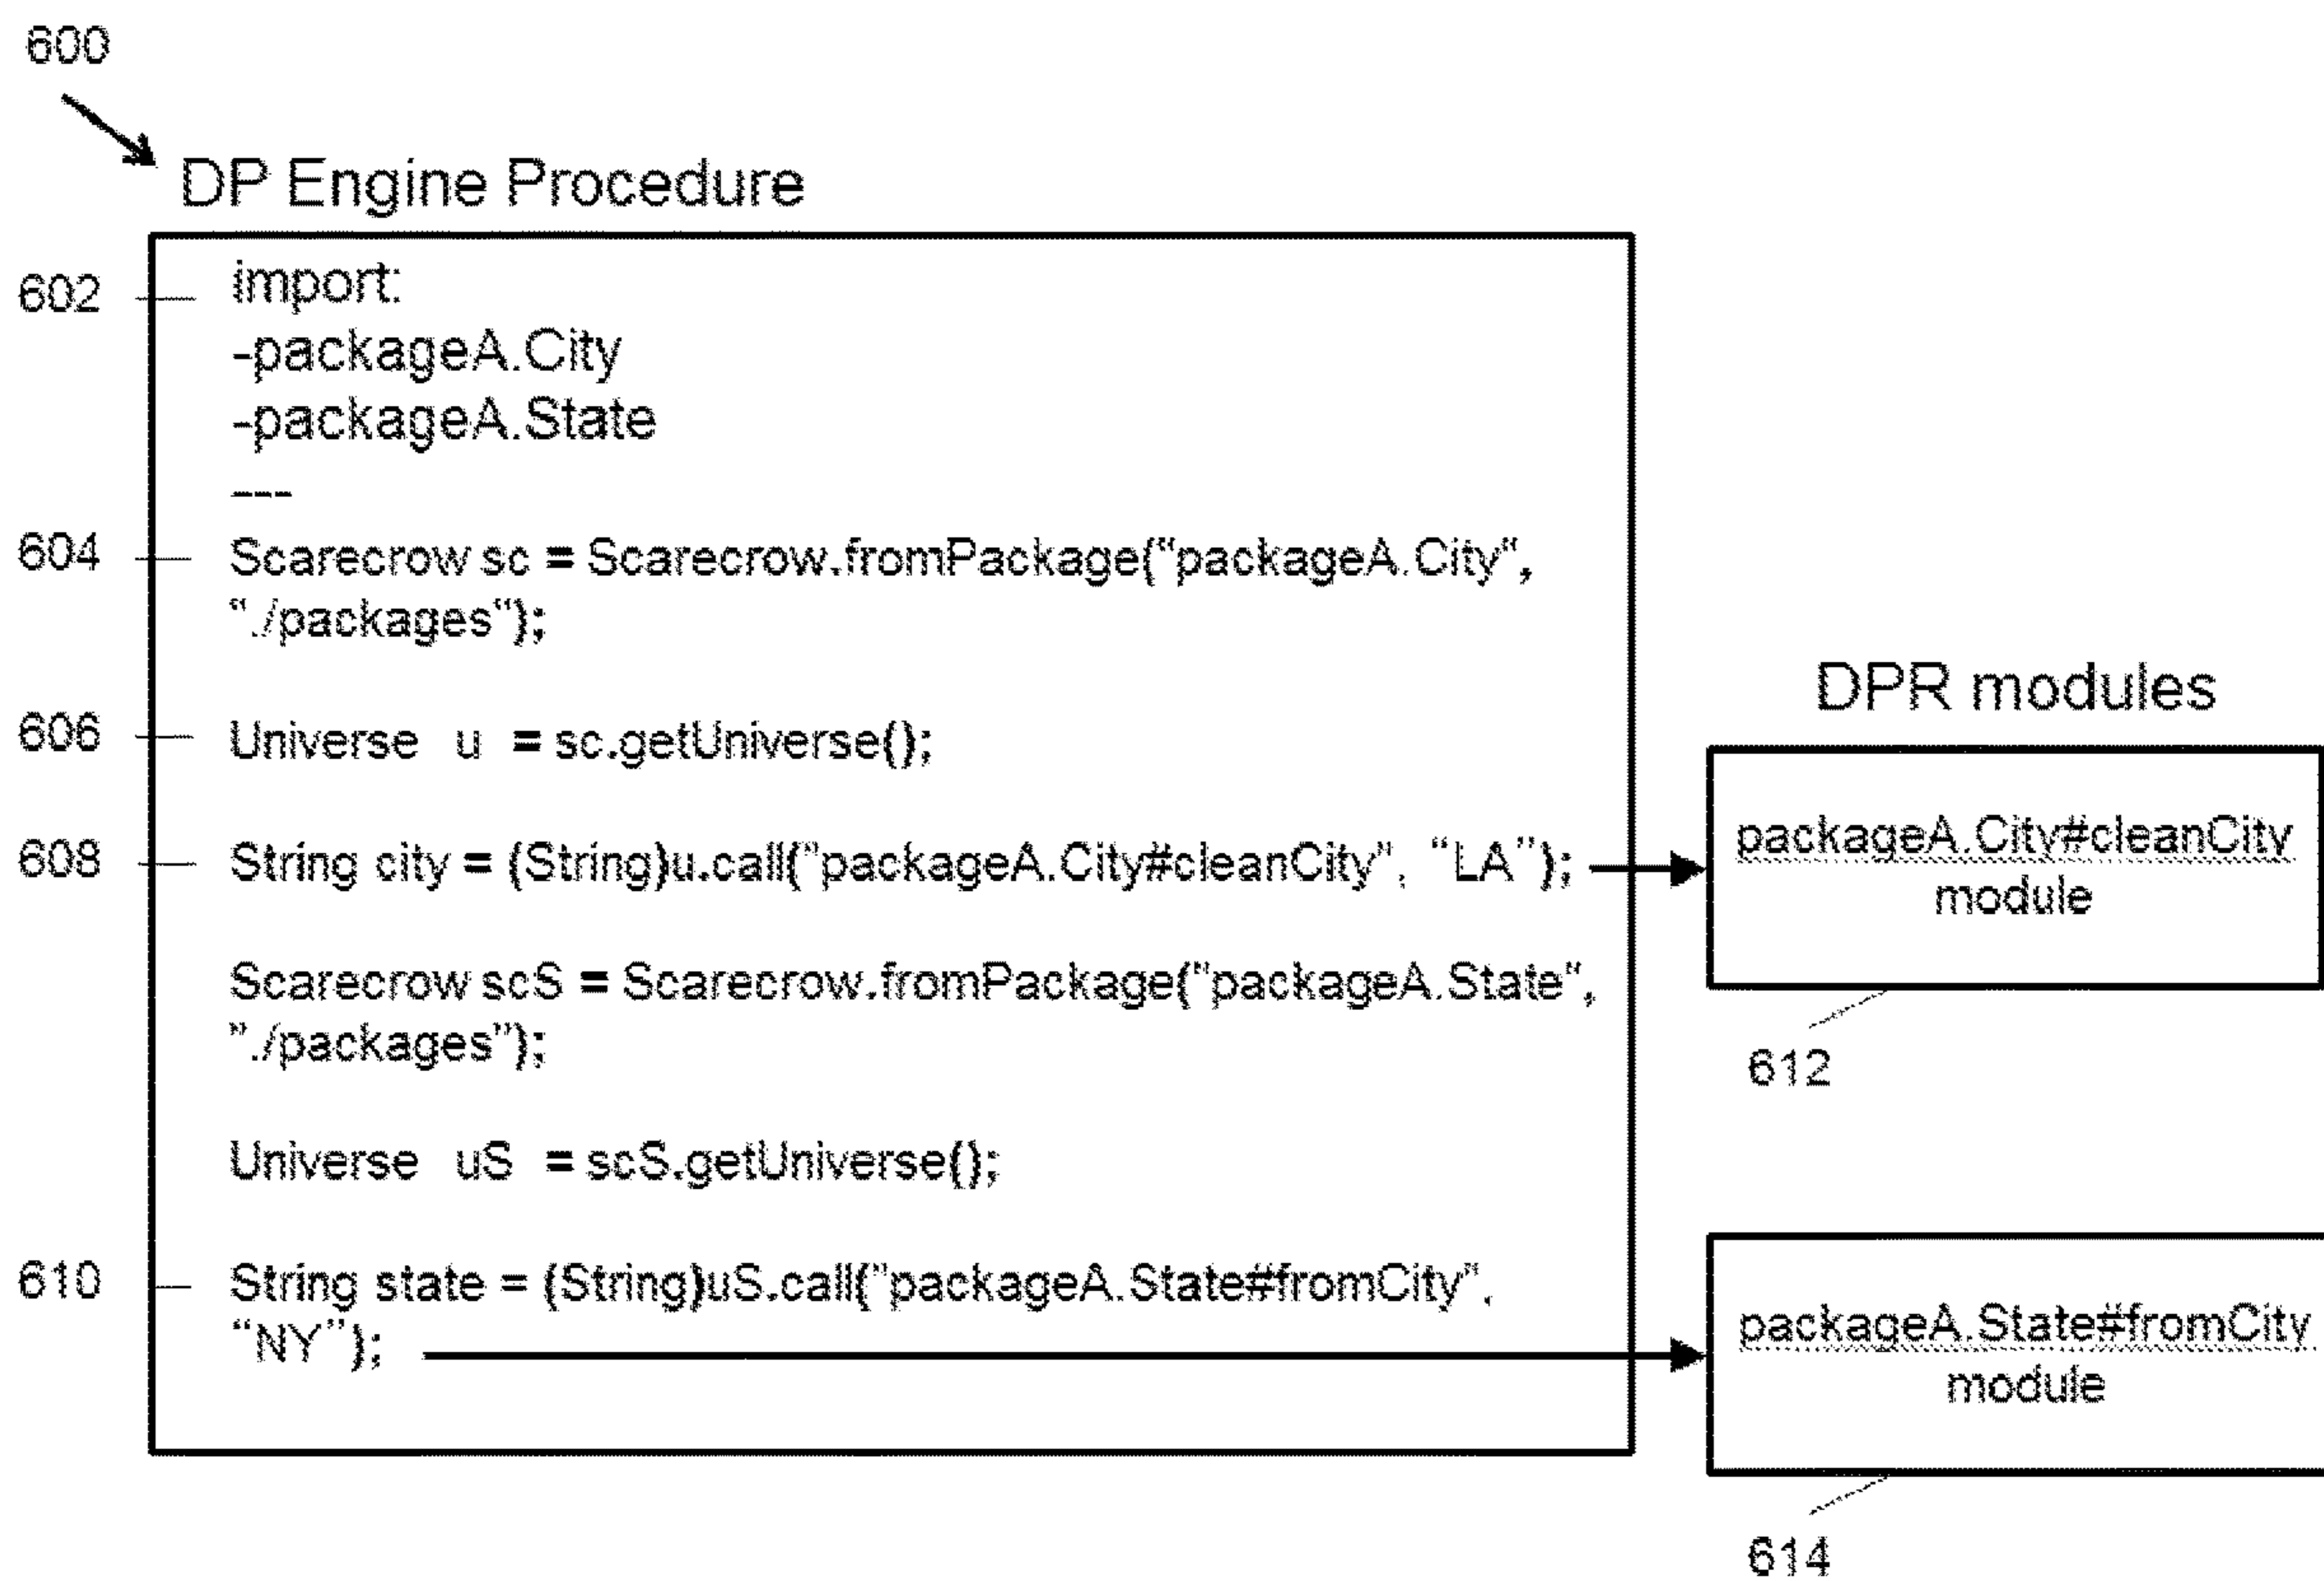 600
DP Engine Procedure
602
import:
-packageA.City
-packageA.State
---
604
Scarecrow sc = Scarecrow.fromPackage(“packageA.City“,
“./packages“);
606
Universe u = sc.getUniverse();
608
String city = (String)u.call(”packageA.City#cleanCity”, “LA”);
Scarecrow scS = Scarecrow.fromPackage(”packageA.State”,
”./packages”);
Universe uS = scS.getUniverse();
610
String state = (String)uS.call(”packageA.State#fromCity”,
“NY”);
DPR modules
packageA.City#cleanCity
module
612
packageA.State#fromCity
module
614